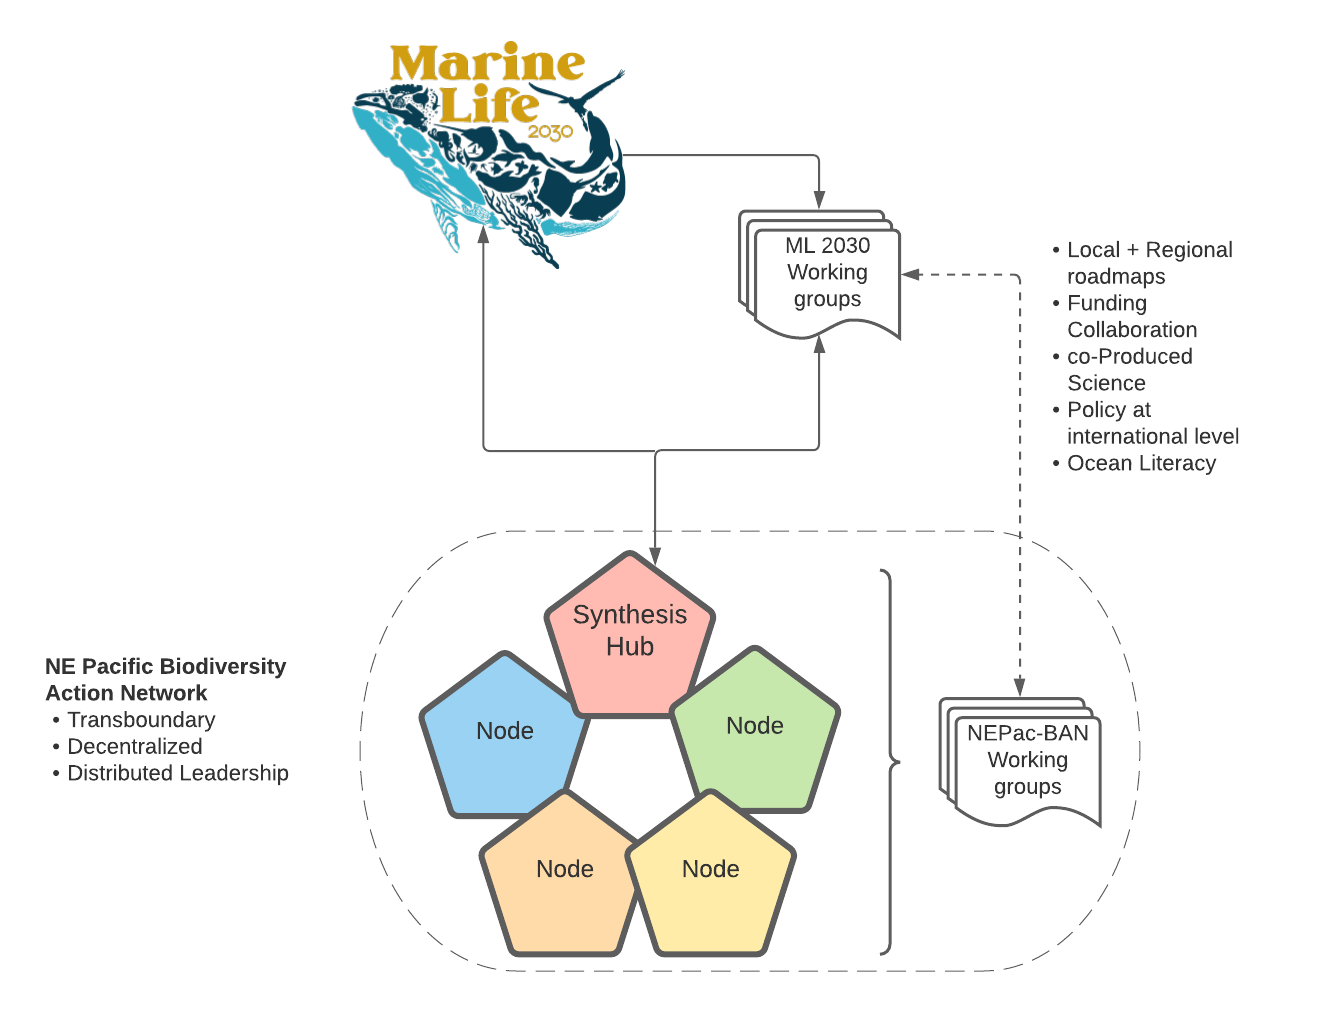 Marine
Life
2030
ML 2030
Working
groups
• Local + Regional
roadmaps
• Funding
Collaboration
• co-Produced
Science
• Policy at
international level
• Ocean Literacy
NE Pacific Biodiversity
Action Network
• Transboundary
• Decentralized
• Distributed Leadership
Synthesis
Hub
Node
Node
Node
Node
NEPac-BAN
Working
groups